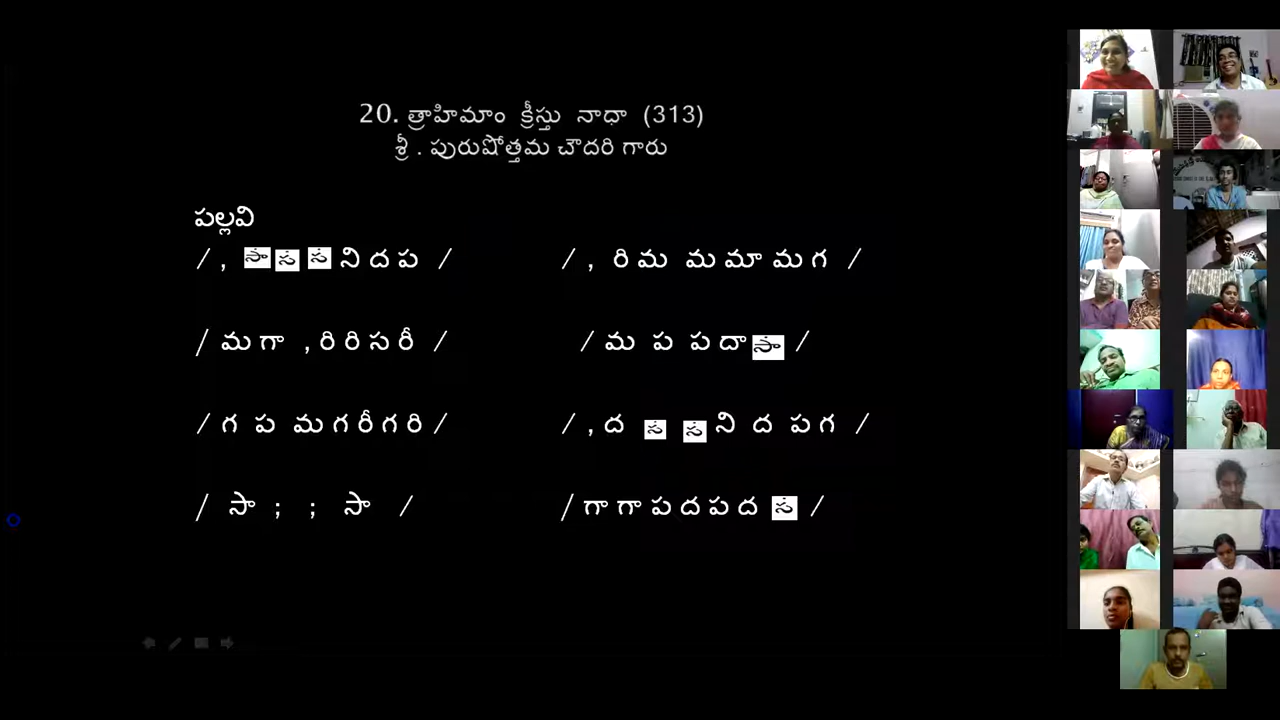 20. త్రాహిమాం క్రీస్తు నాధా (313)
శ్రీ . పురుషోత్తమ చౌదరి గారు
పల్లవి
/ , సాం సం సం ని ద ప / / , రి మ మ మా మ గ /
/ మ గా , రి రి స రీ / / మ ప ప దా సాం /
/ గ ప మ గ రీ గ రి / / , ద సం సం ని ద ప గ /
/ సా ; ; సా / / గా గా ప ద ప ద సం /